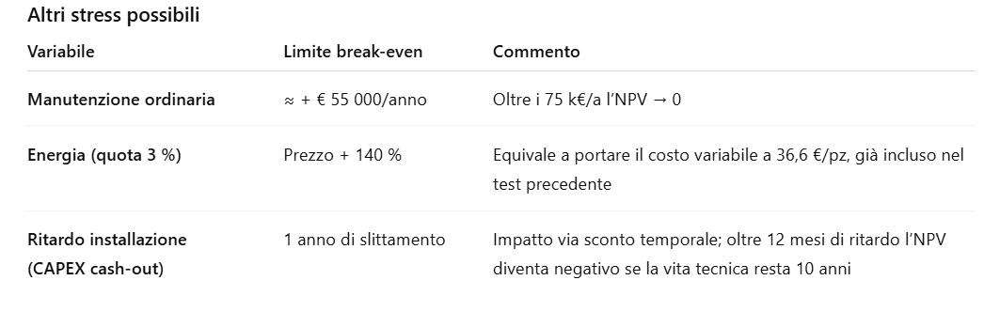 Altri stress possibili
Variabile Limite break-even Commento
Manutenzione ordinaria ≈ + € 55 000/anno Oltre i 75 k€/a l’NPV → 0
Energia (quota 3 %) Prezzo + 140 % Equivale a portare il costo variabile a 36,6 €/pz, già incluso nel
test precedente
Ritardo installazione 1 anno di slittamento Impatto via sconto temporale; oltre 12 mesi di ritardo l’NPV
(CAPEX cash-out) diventa negativo se la vita tecnica resta 10 anni